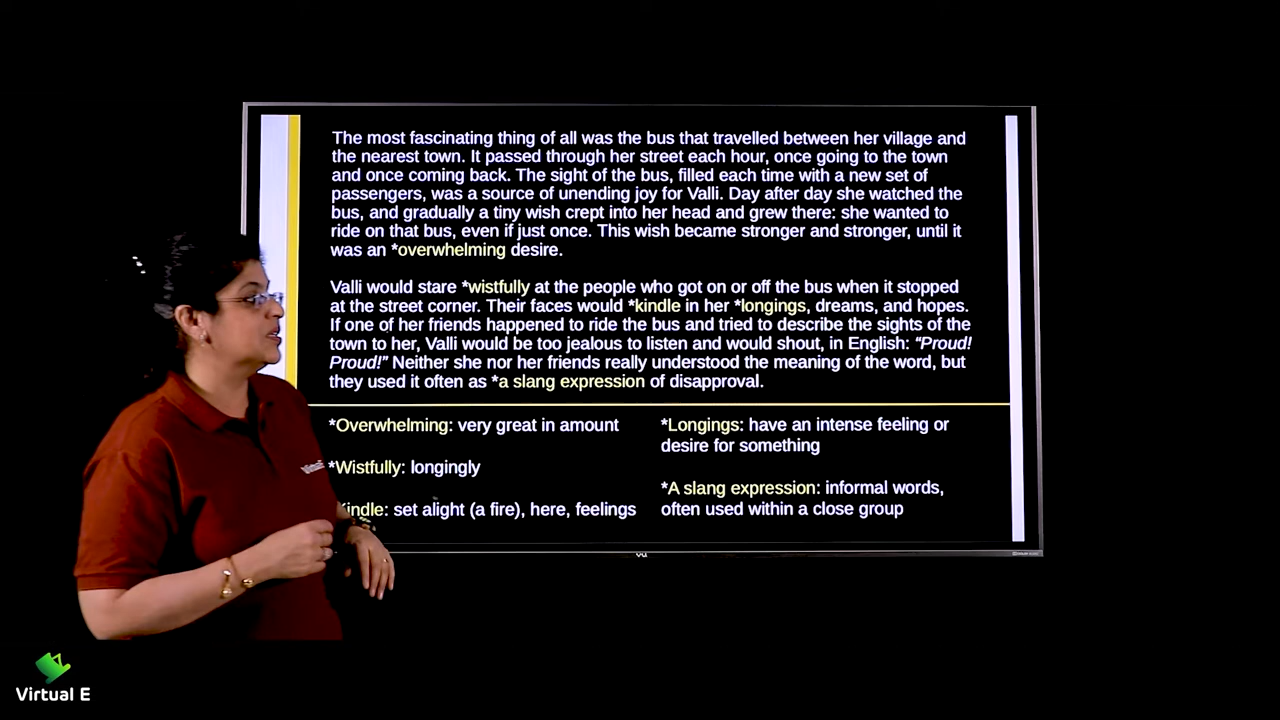 The most fascinating thing of all was the bus that travelled between her village and
the nearest town. It passed through her street each hour, once going to the town
and once coming back. The sight of the bus, filled each time with a new set of
passengers, was a source of unending joy for Valli. Day after day she watched the
bus, and gradually a tiny wish crept into her head and grew there: she wanted to
ride on that bus, even if just once. This wish became stronger and stronger, until it
was an *overwhelming desire.
Valli would stare *wistfully at the people who got on or off the bus when it stopped
at the street corner. Their faces would *kindle in her *longings, dreams, and hopes.
If one of her friends happened to ride the bus and tried to describe the sights of the
town to her, Valli would be too jealous to listen and would shout, in English: “Proud!
Proud!” Neither she nor her friends really understood the meaning of the word, but
they used it often as *a slang expression of disapproval.
*Overwhelming: very great in amount
*Wistfully: longingly
Kindle: set alight (a fire), here, feelings
*Longings: have an intense feeling or
desire for something
*A slang expression: informal words,
often used within a close group
Virtual E